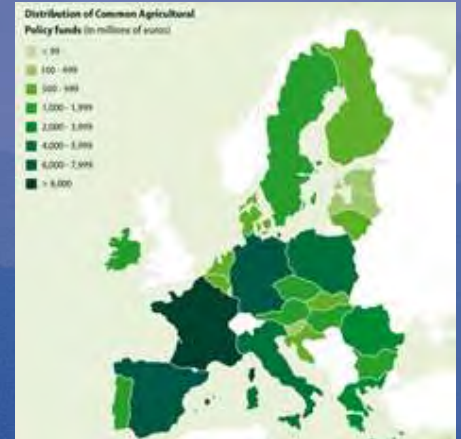 Distribution of Common Agricultural
Policy funds (in millions of euros)
< 99
100 - 499
500 - 999
1,000 - 1,999
2,000 - 3,999
4,000 - 5,999
6,000 - 7,999
> 8,000